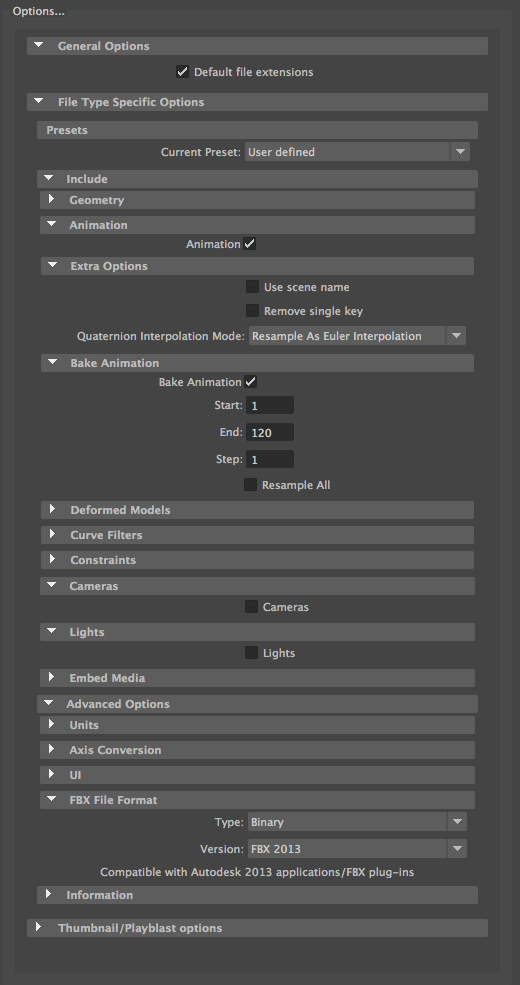 Options...
General Options
Default file extensions
File Type Specific Options
Presets
Current Preset: User defined
Include
Geometry
Animation
Animation
Extra Options
Use scene name
Remove single key
Quaternion Interpolation Mode: Resample As Euler Interpolation
Bake Animation
Bake Animation
Start: 1
End: 120
Step: 1
Resample All
Deformed Models
Curve Filters
Constraints
Cameras
Cameras
Lights
Lights
Embed Media
Advanced Options
Units
Axis Conversion
UI
FBX File Format
Type: Binary
Version: FBX 2013
Compatible with Autodesk 2013 applications/FBX plug-ins
Information
Thumbnail/Playblast options